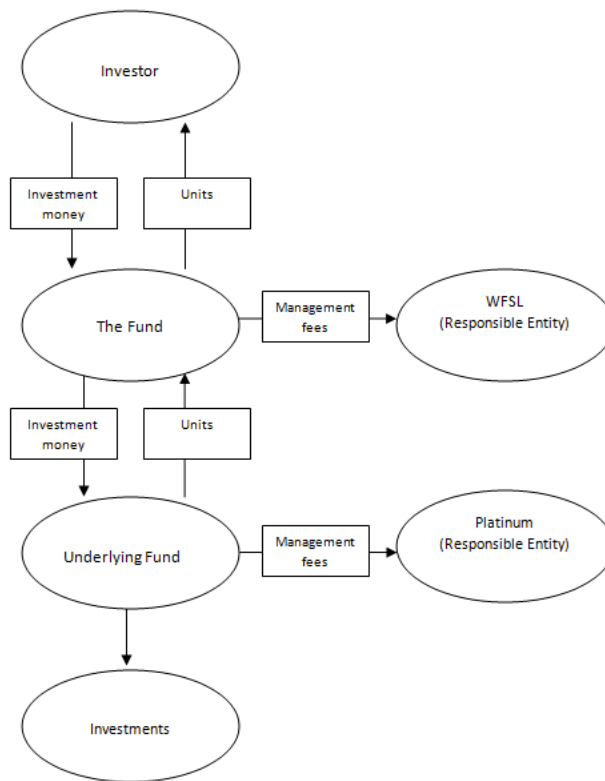 Investor
Investment
money
Units
The Fund
Management
fees
WFSL
(Responsible Entity)
Investment
money
Units
Underlying Fund
Management
fees
Platinum
(Responsible Entity)
Investments